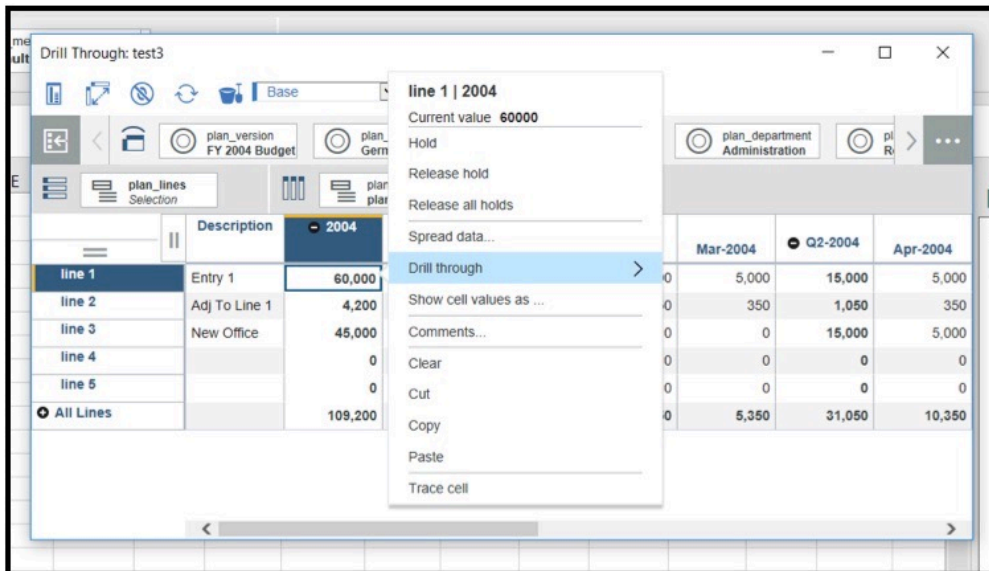 Drill Through: test3
Base
line 1 | 2004
Current value 60000
Hold
Release hold
Release all holds
Spread data...
Drill through
Show cell values as ...
Comments...
Clear
Cut
Copy
Paste
Trace cell
plan_version
FY 2004 Budget
plan_department
Administration
plan_lines
Selection
Description 2004 Mar-2004 Q2-2004 Apr-2004
line 1 Entry 1 60,000 5,000 15,000 5,000
line 2 Adj To Line 1 4,200 350 1,050 350
line 3 New Office 45,000 0 15,000 5,000
line 4 0 0 0 0
line 5 0 0 0 0
All Lines 109,200 5,350 31,050 10,350